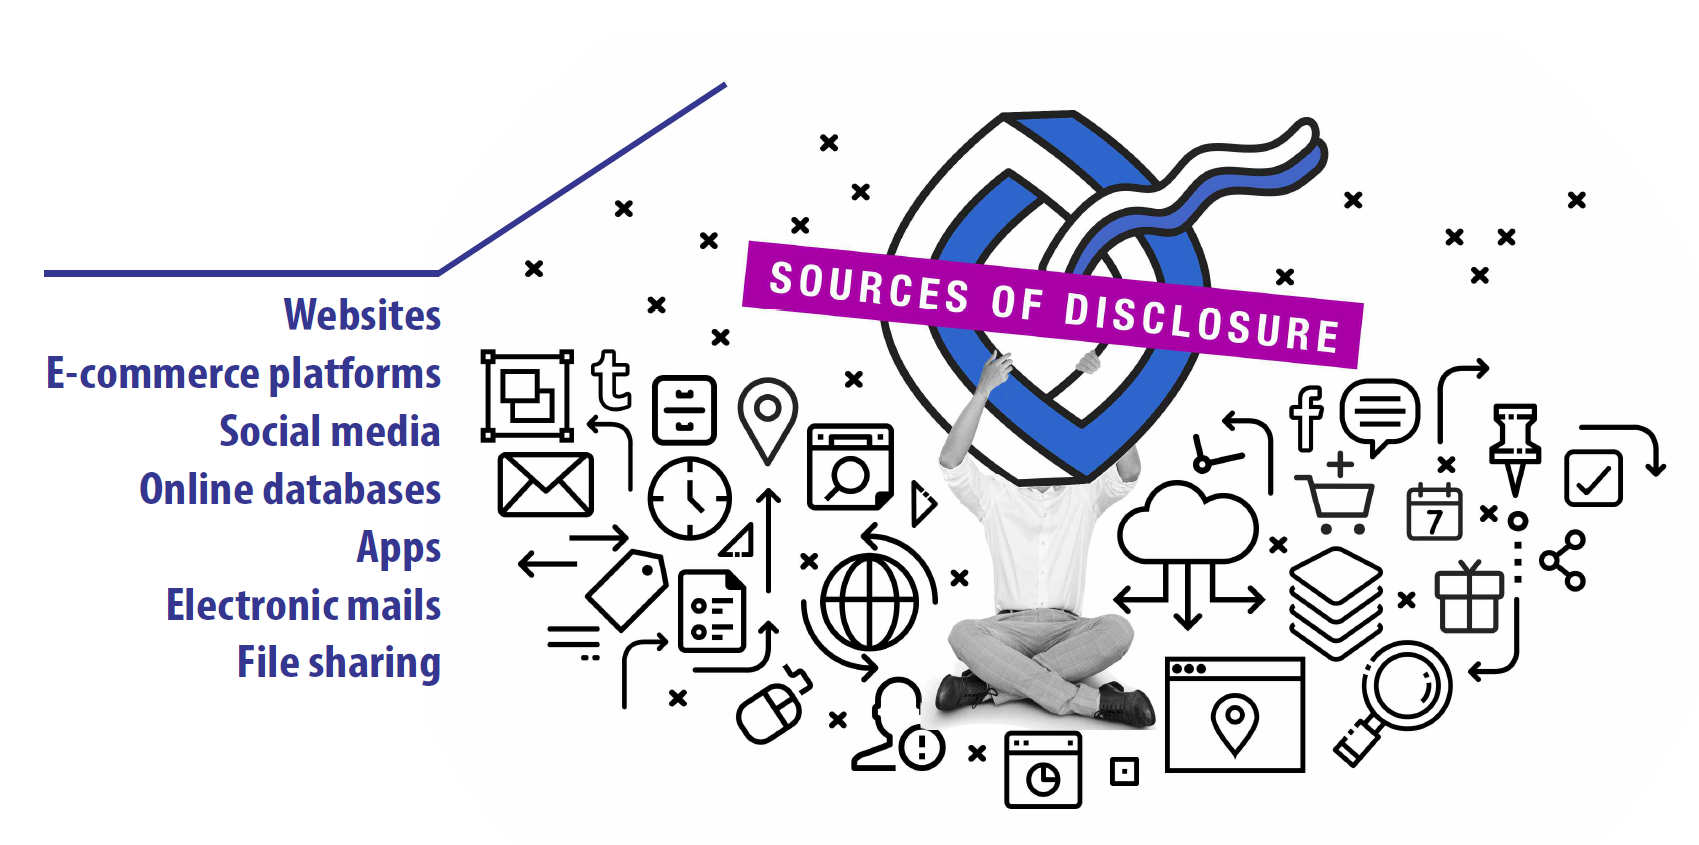 SOURCES OF DISCLOSURE
Websites
E-commerce platforms
Social media
Online databases
Apps
Electronic mails
File sharing
t
f
7